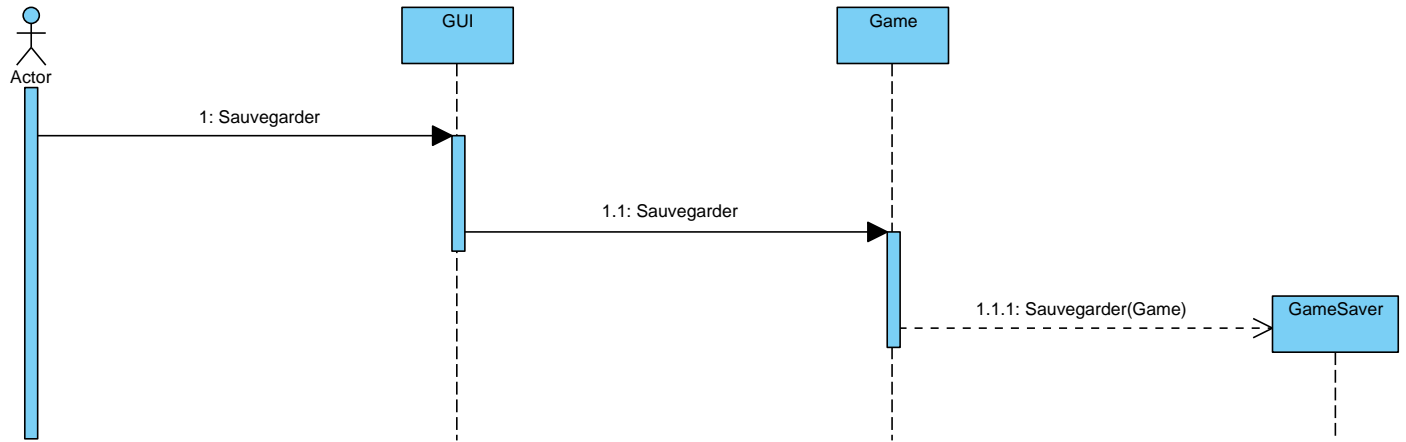 GUI
Game
Actor
1: Sauvegarder
1.1: Sauvegarder
1.1.1: Sauvegarder(Game)
GameSaver